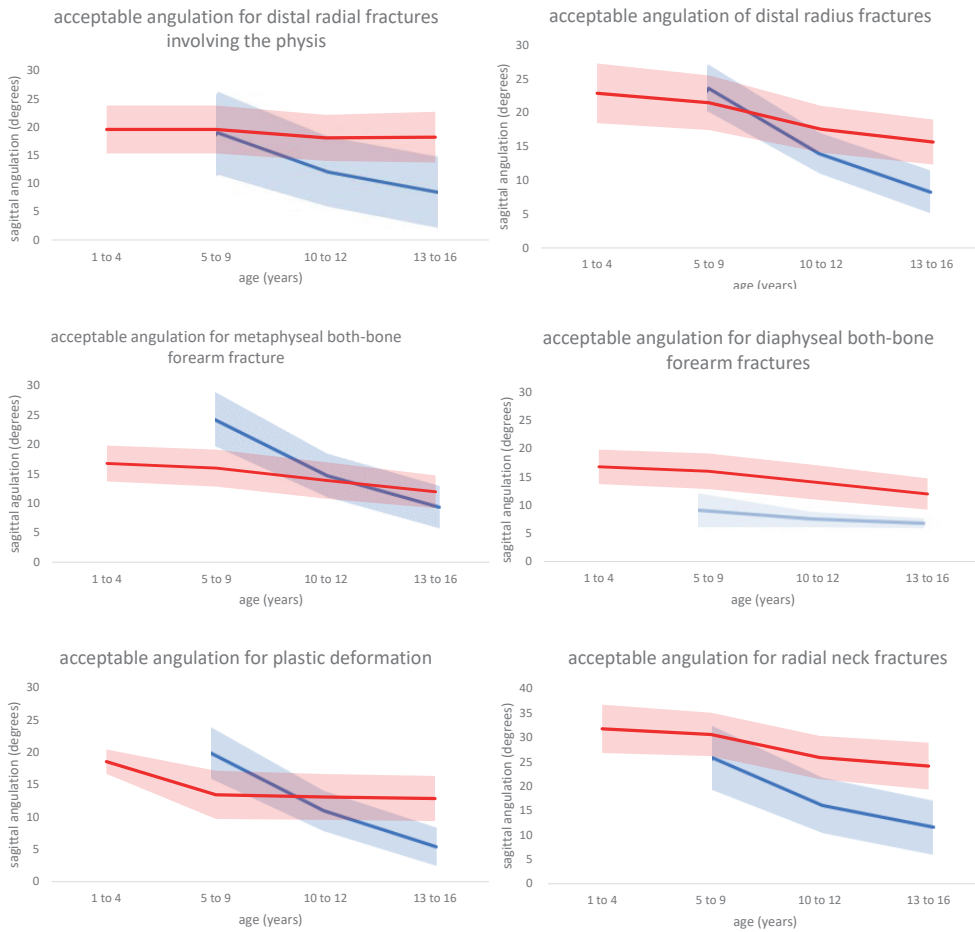 acceptable angulation for distal radial fractures
involving the physis
sagittal angulation (degrees)
30
25
20
15
10
5
0
1 to 4
5 to 9
10 to 12
13 to 16
age (years)
acceptable angulation of distal radius fractures
sagittal angulation (degrees)
30
25
20
15
10
5
0
1 to 4
5 to 9
10 to 12
13 to 16
age (years)
acceptable angulation for metaphyseal both-bone
forearm fracture
sagittal angulation (degrees)
30
25
20
15
10
5
0
1 to 4
5 to 9
10 to 12
13 to 16
age (years)
acceptable angulation for diaphyseal both-bone
forearm fractures
sagittal angulation (degrees)
30
25
20
15
10
5
0
1 to 4
5 to 9
10 to 12
13 to 16
age (years)
acceptable angulation for plastic deformation
sagittal angulation (degrees)
30
25
20
15
10
5
0
1 to 4
5 to 9
10 to 12
13 to 16
age (years)
acceptable angulation for radial neck fractures
sagittal angulation (degrees)
40
35
30
25
20
15
10
5
0
1 to 4
5 to 9
10 to 12
13 to 16
age (years)